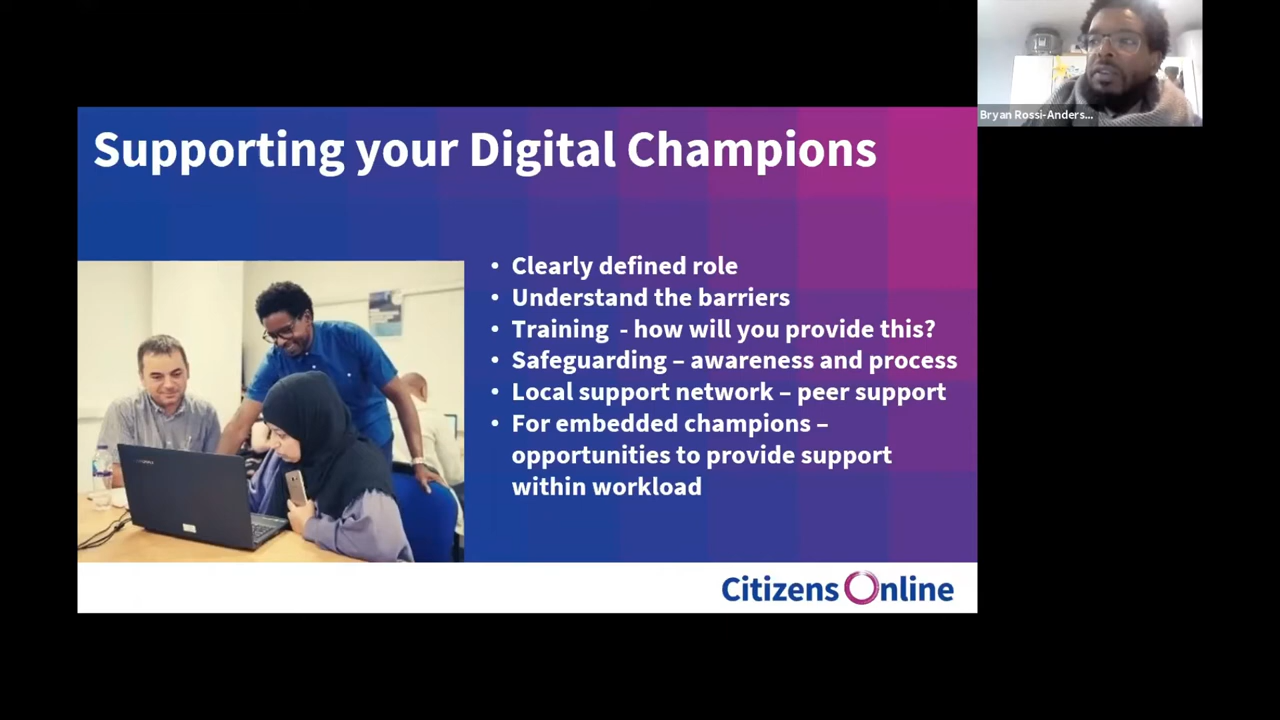 Bryan Rossi-Anders...
Supporting your Digital Champions
• Clearly defined role
• Understand the barriers
• Training - how will you provide this?
• Safeguarding – awareness and process
• Local support network – peer support
• For embedded champions –
opportunities to provide support
within workload
Citizens Online